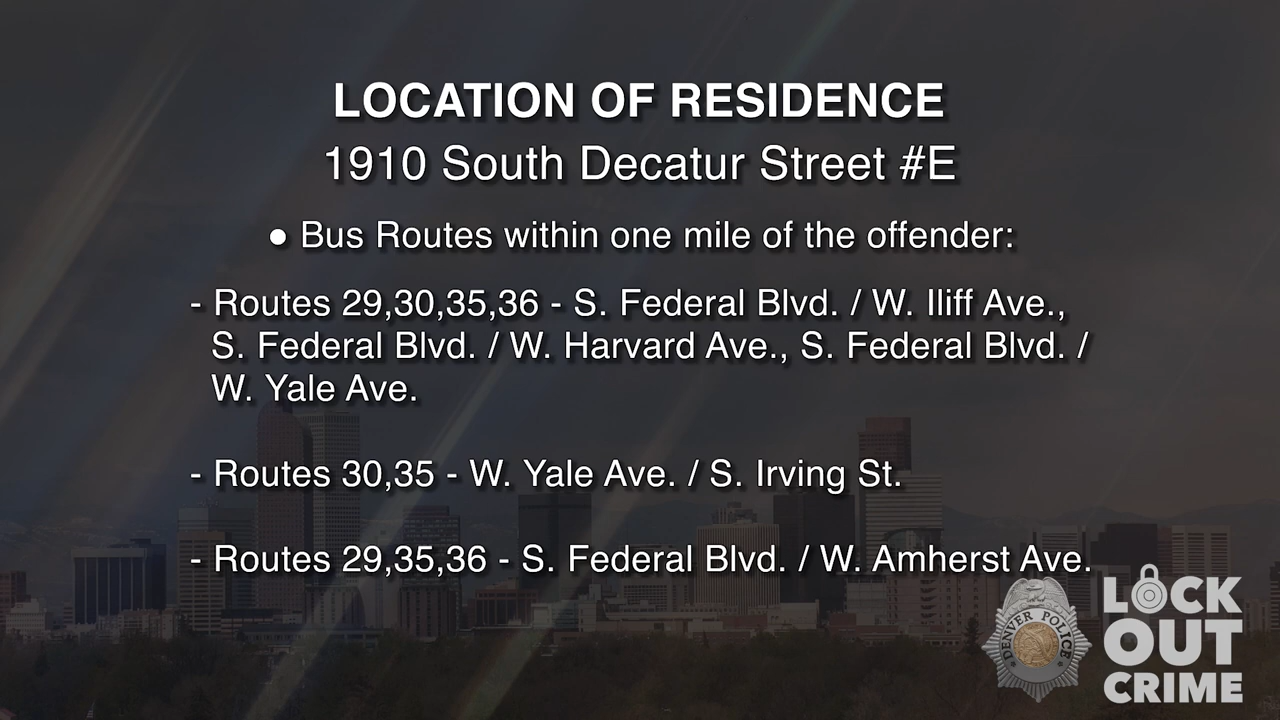 LOCATION OF RESIDENCE
1910 South Decatur Street #E
● Bus Routes within one mile of the offender:
- Routes 29,30,35,36 - S. Federal Blvd. / W. Iliff Ave.,
S. Federal Blvd. / W. Harvard Ave., S. Federal Blvd. /
W. Yale Ave.
- Routes 30,35 - W. Yale Ave. / S. Irving St.
- Routes 29,35,36 - S. Federal Blvd. / W. Amherst Ave.
DENVER POLICE
LOCK
OUT
CRIME